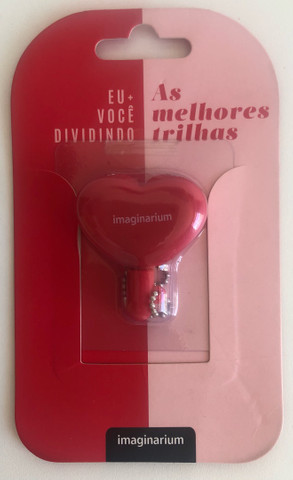 EU+
VOCÊ
DIVIDINDO
As
melhores
trilhas
imaginarium
imaginarium